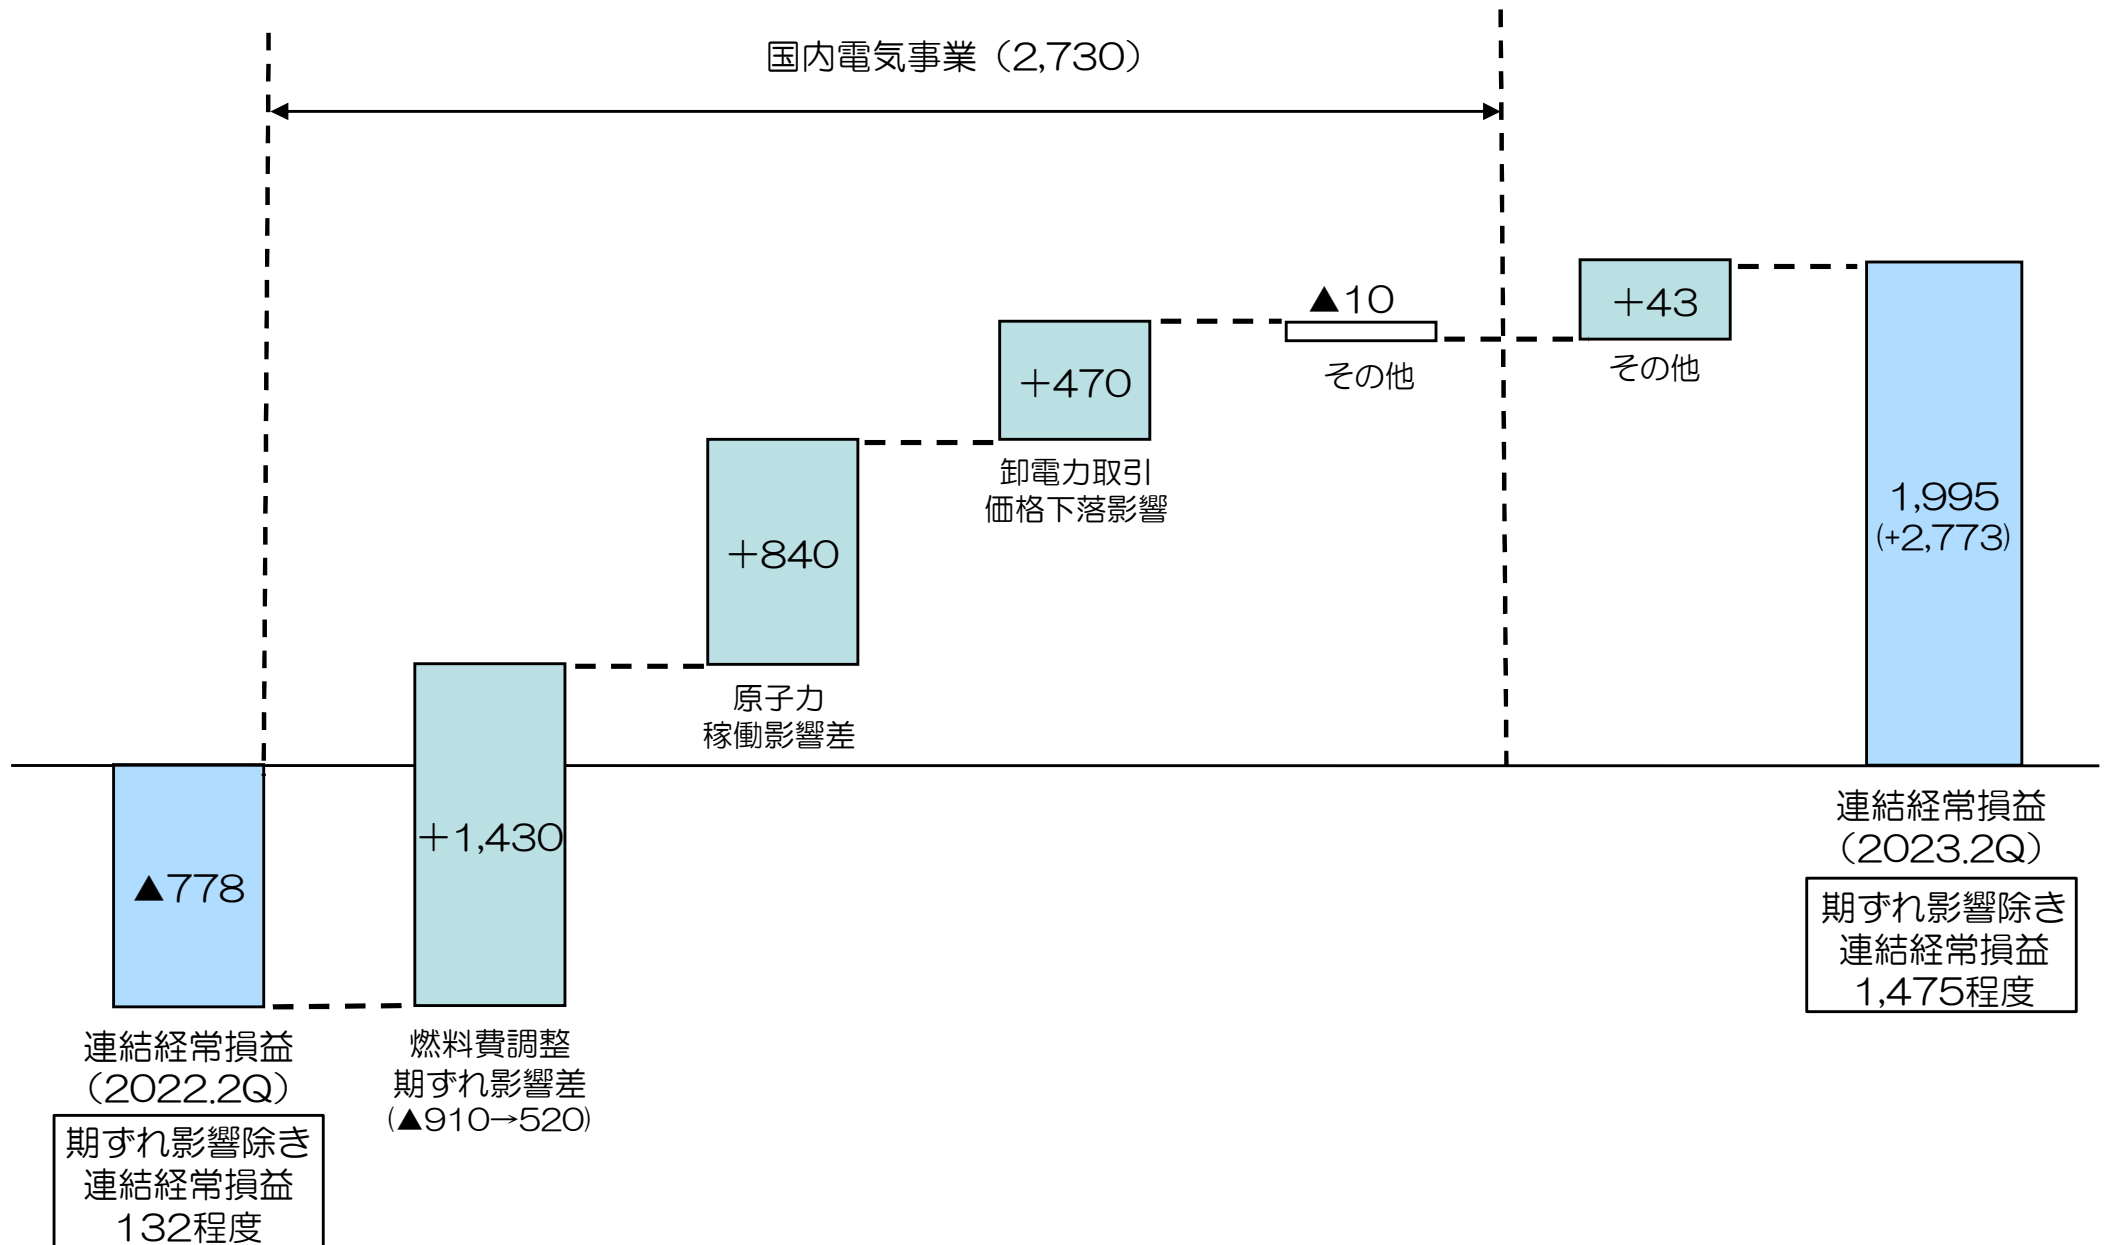 国内電気事業（2,730）
▲10
その他
＋43
その他
＋470
卸電力取引
価格下落影響
＋840
原子力
稼働影響差
＋1,430
燃料費調整
期ずれ影響差
(▲910→520)
▲778
連結経常損益
（2022.2Q）
期ずれ影響除き
連結経常損益
132程度
1,995
(+2,773)
連結経常損益
（2023.2Q）
期ずれ影響除き
連結経常損益
1,475程度